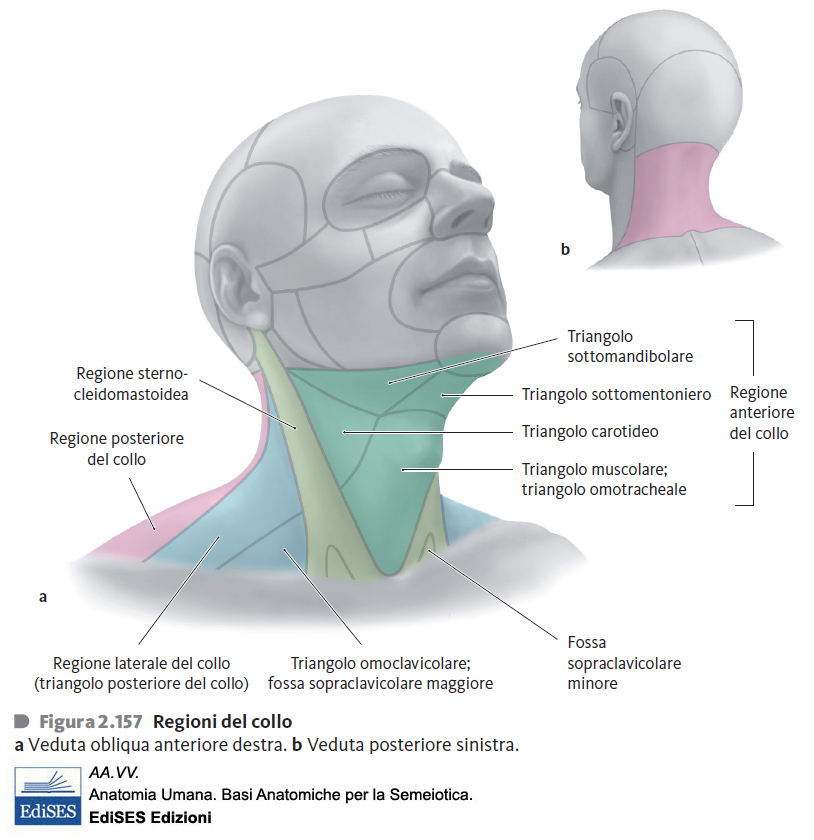 b
Triangolo
sottomandibolare
Regione sterno-
cleidomastoidea
Triangolo sottomentoniero
Regione
anteriore
del collo
Regione posteriore
del collo
Triangolo carotideo
Triangolo muscolare;
triangolo omotracheale
a
Regione laterale del collo
(triangolo posteriore del collo)
Triangolo omoclavicolare;
fossa sopraclavicolare maggiore
Fossa
sopraclavicolare
minore
Figura 2.157 Regioni del collo
a Veduta obliqua anteriore destra. b Veduta posteriore sinistra.
EdiSES
AA.VV.
Anatomia Umana. Basi Anatomiche per la Semeiotica.
EdiSES Edizioni